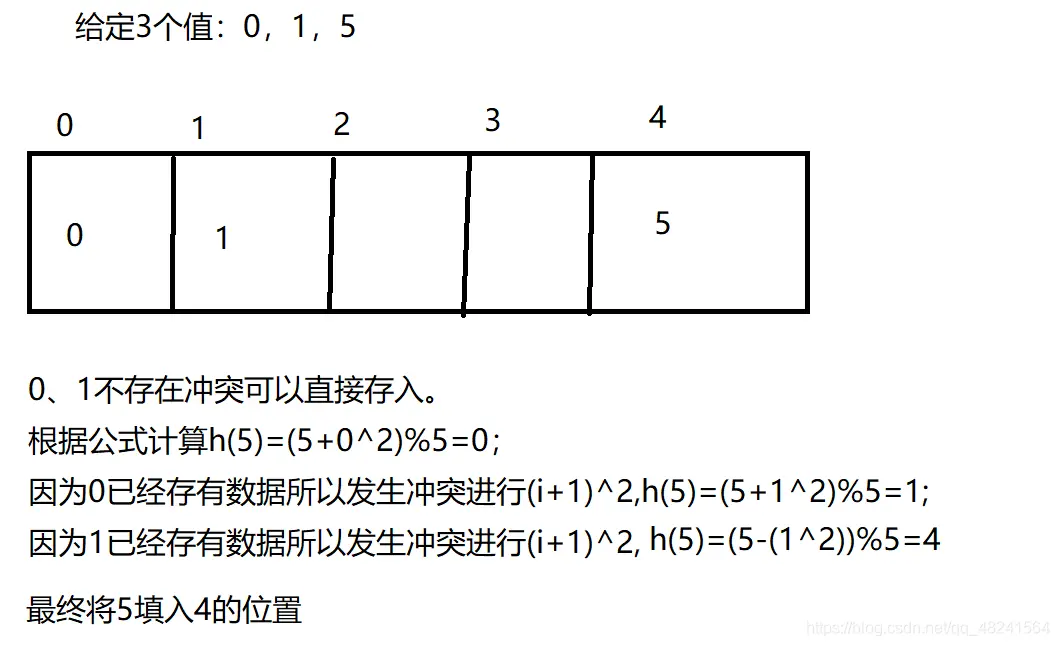 给定3个值：0，1，5
0 1 2 3 4
0 1 5
0、1不存在冲突可以直接存入。
根据公式计算h(5)=(5+0^2)%5=0；
因为0已经存有数据所以发生冲突进行(i+1)^2,h(5)=(5+1^2)%5=1;
因为1已经存有数据所以发生冲突进行(i+1)^2, h(5)=(5-(1^2))%5=4
最终将5填入4的位置
https://blog.csdn.net/qq_48241564